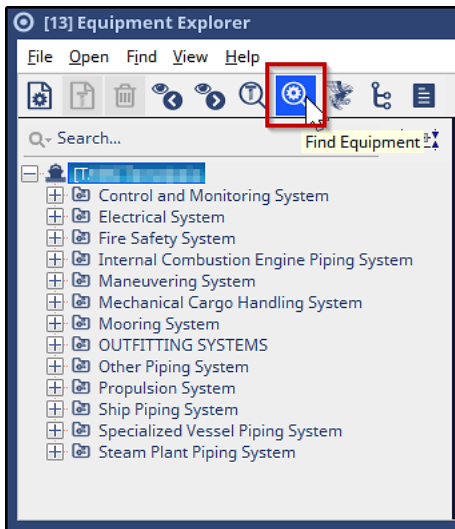 [13] Equipment Explorer
File Open Find View Help
Find Equipment
Search...
Control and Monitoring System
Electrical System
Fire Safety System
Internal Combustion Engine Piping System
Maneuvering System
Mechanical Cargo Handling System
Mooring System
OUTFITTING SYSTEMS
Other Piping System
Propulsion System
Ship Piping System
Specialized Vessel Piping System
Steam Plant Piping System